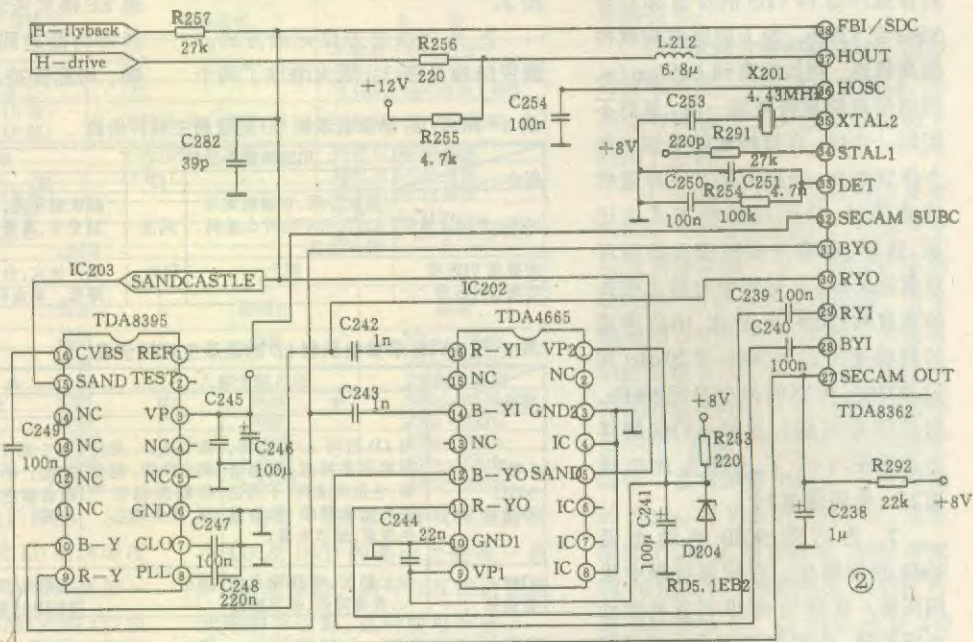 H-flyback
R257
27k
H-drive
R256
220
+12V
R255
4.7k
L212
6.8μ
X201
4.43MHz
C254
100n
C253
220p
+8V
R291
27k
C250
100n
R254
100k
C251
4.7n
C282
39p
38 FBI/SDC
37 HOUT
36 HOSC
35 XTAL2
34 STAL1
33 DET
32 SECAM SUBC
31 BYO
30 RYO
29 RYI
28 BYI
27 SECAM OUT
TDA8362
C239 100n
C240
100n
IC203
SANDCASTLE
TDA8395
16 CVBS REF 1
15 SAND TEST 2
14 NC VP 3
NC NC 4
12 NC NC 5
11 NC GND 6
10 B-Y CLO 7
9 R-Y PLL 8
C249
100n
C245
C246
100μ
C247
100n
C248
220n
C242
1n
C243
1n
C244
22n
IC202
TDA4665
16 R-YI VP2 1
15 NC NC 2
14 B-YI GND2 3
13 NC IC 4
12 B-YO SAND 5
11 R-YO IC 6
10 GND1 IC 7
9 VP1 IC 8
C241
100μ
+8V
R263
220
D204
RD5.1EB2
R292
22k
+8V
C238
1μ
②